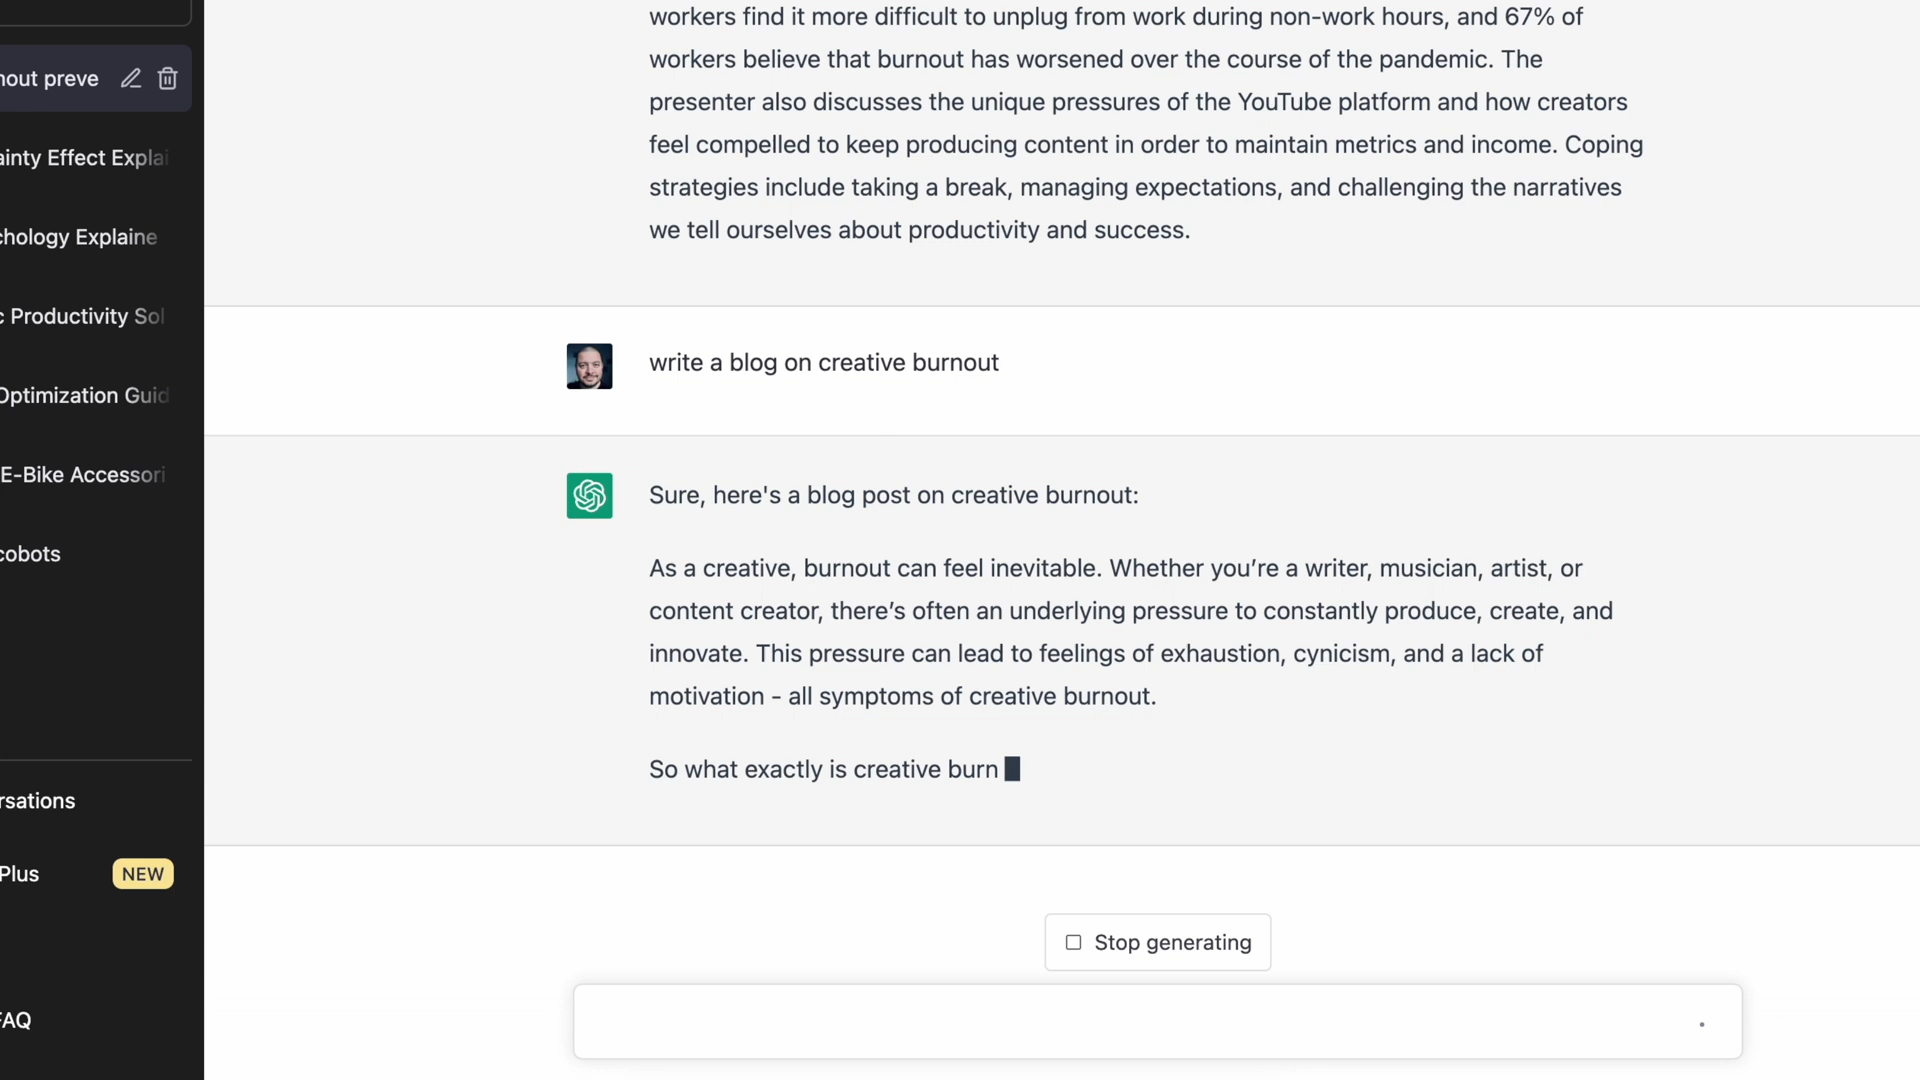 workers find it more difficult to unplug from work during non-work hours, and 67% of
workers believe that burnout has worsened over the course of the pandemic. The
presenter also discusses the unique pressures of the YouTube platform and how creators
feel compelled to keep producing content in order to maintain metrics and income. Coping
strategies include taking a break, managing expectations, and challenging the narratives
we tell ourselves about productivity and success.
write a blog on creative burnout
Sure, here's a blog post on creative burnout:
As a creative, burnout can feel inevitable. Whether you’re a writer, musician, artist, or
content creator, there’s often an underlying pressure to constantly produce, create, and
innovate. This pressure can lead to feelings of exhaustion, cynicism, and a lack of
motivation - all symptoms of creative burnout.
So what exactly is creative burn
Stop generating
nout preve
ainty Effect Explai
chology Explaine
c Productivity Sol
Optimization Guid
E-Bike Accessori
cobots
rsations
Plus
NEW
FAQ